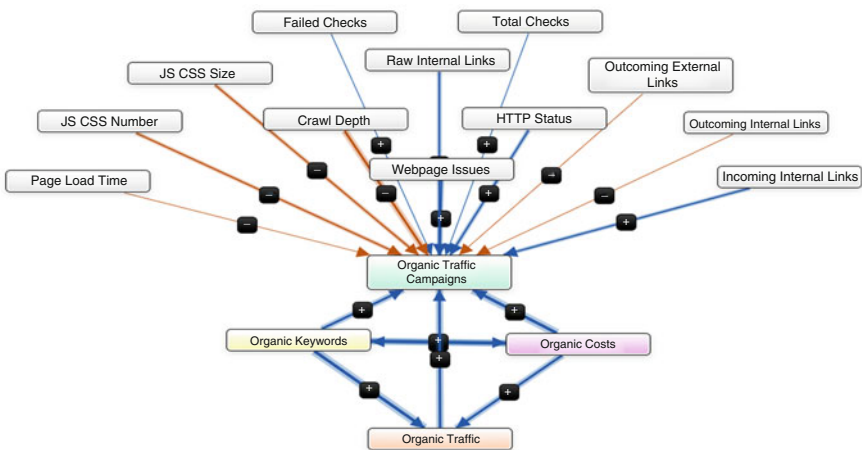 Failed Checks
Total Checks
Raw Internal Links
JS CSS Size
Outcoming External
Links
JS CSS Number
Crawl Depth
HTTP Status
Outcoming Internal Links
Webpage Issues
Page Load Time
Incoming Internal Links
Organic Traffic
Campaigns
Organic Keywords
Organic Costs
Organic Traffic